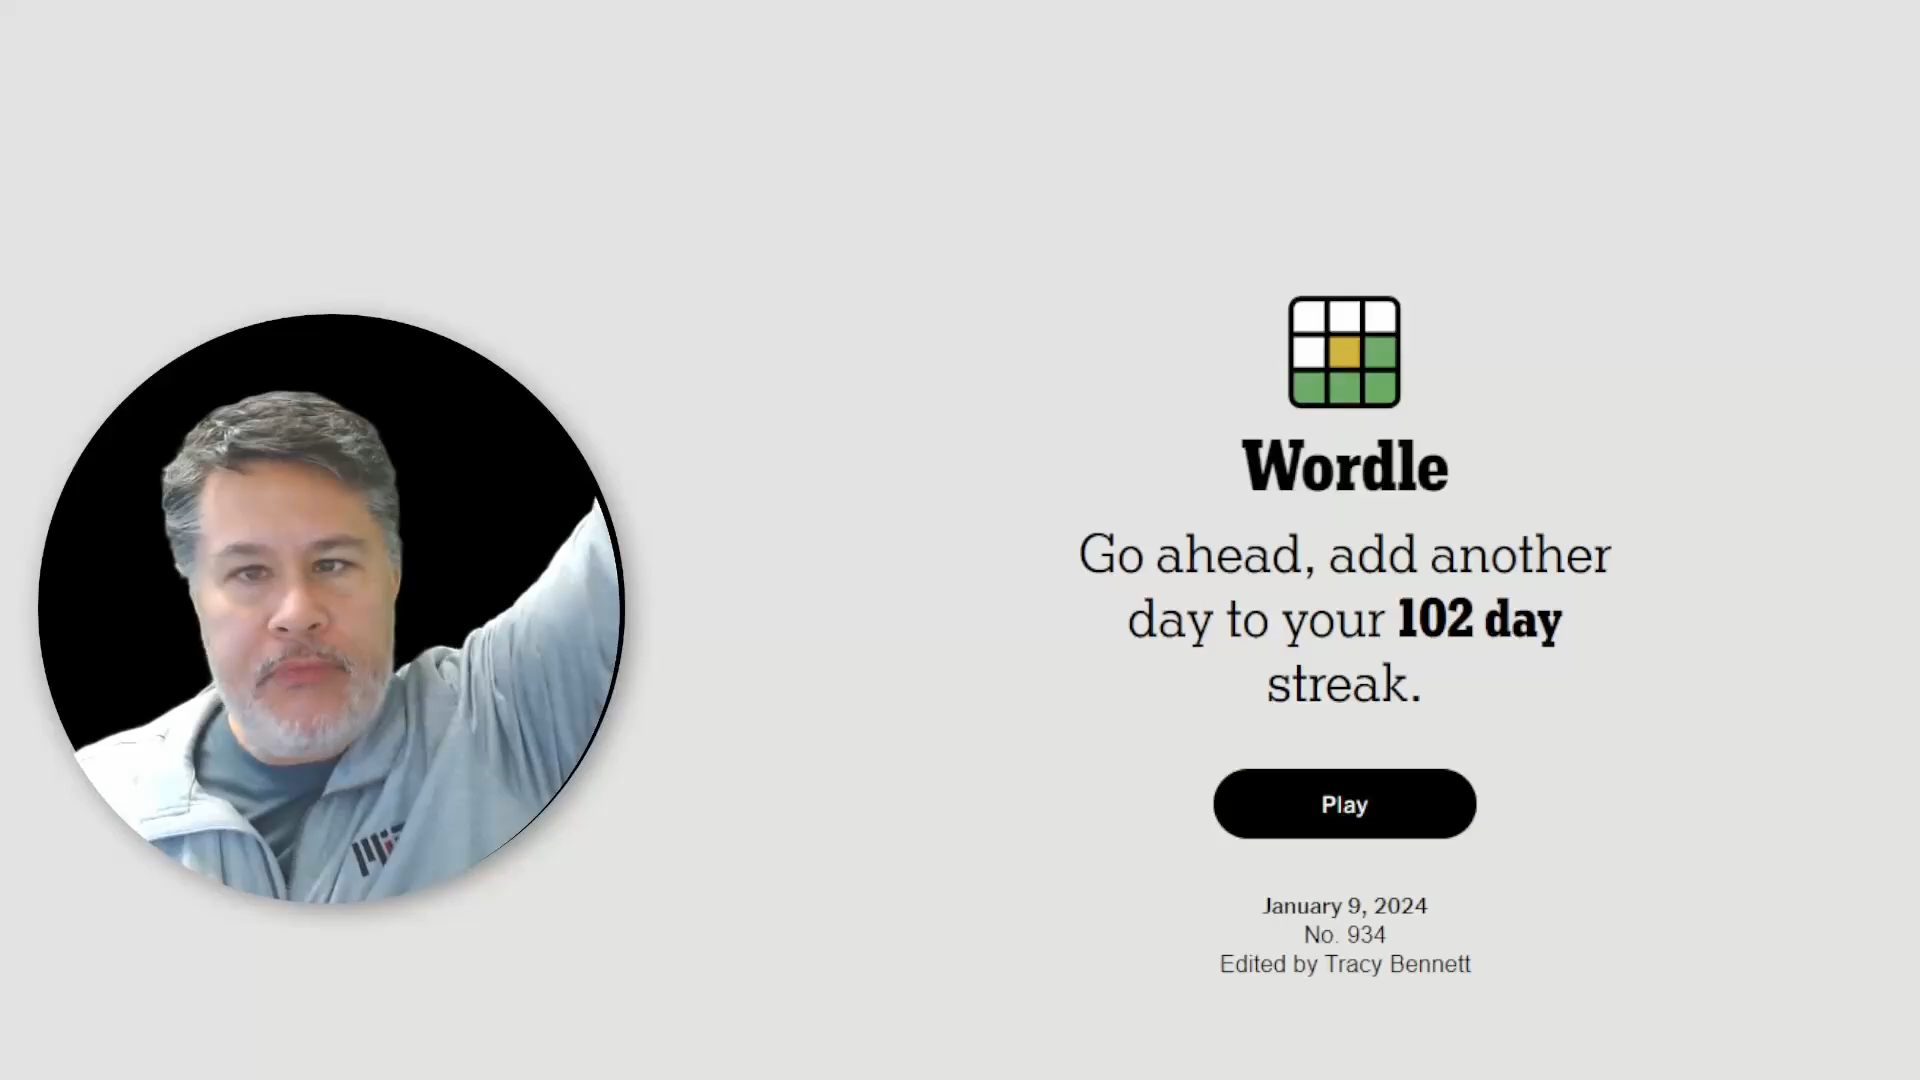 Wordle
Go ahead, add another
day to your 102 day
streak.
Play
January 9, 2024
No. 934
Edited by Tracy Bennett
MIT